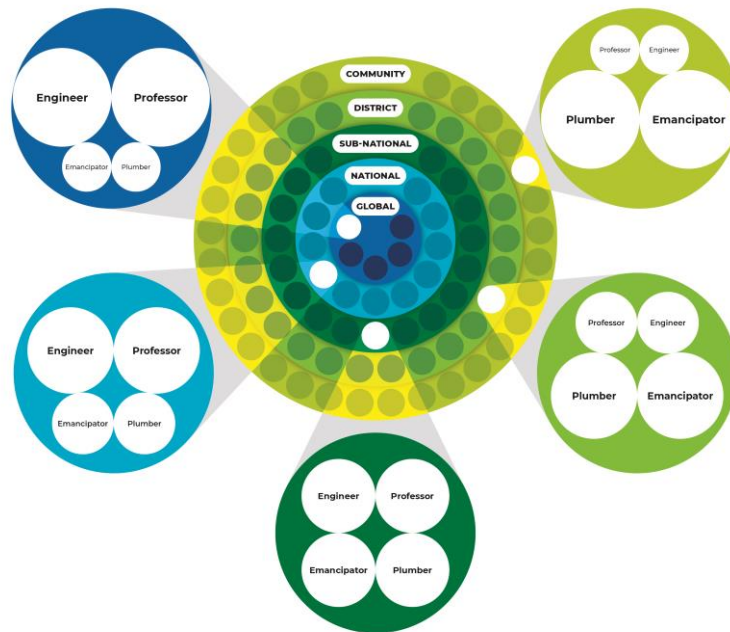 COMMUNITY
DISTRICT
SUB-NATIONAL
NATIONAL
GLOBAL
Engineer
Professor
Emancipator
Plumber
Professor
Engineer
Plumber
Emancipator
Engineer
Professor
Emancipator
Plumber
Professor
Engineer
Plumber
Emancipator
Engineer
Professor
Emancipator
Plumber